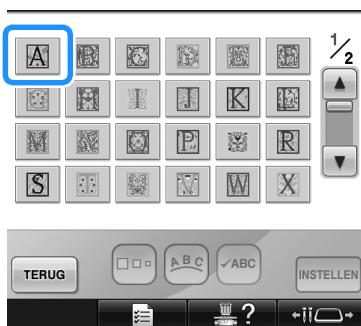 A 1/2
H I J K L
M N O P R
S T V W X
ABC ✓ABC
TERUG INSTELLEN
?